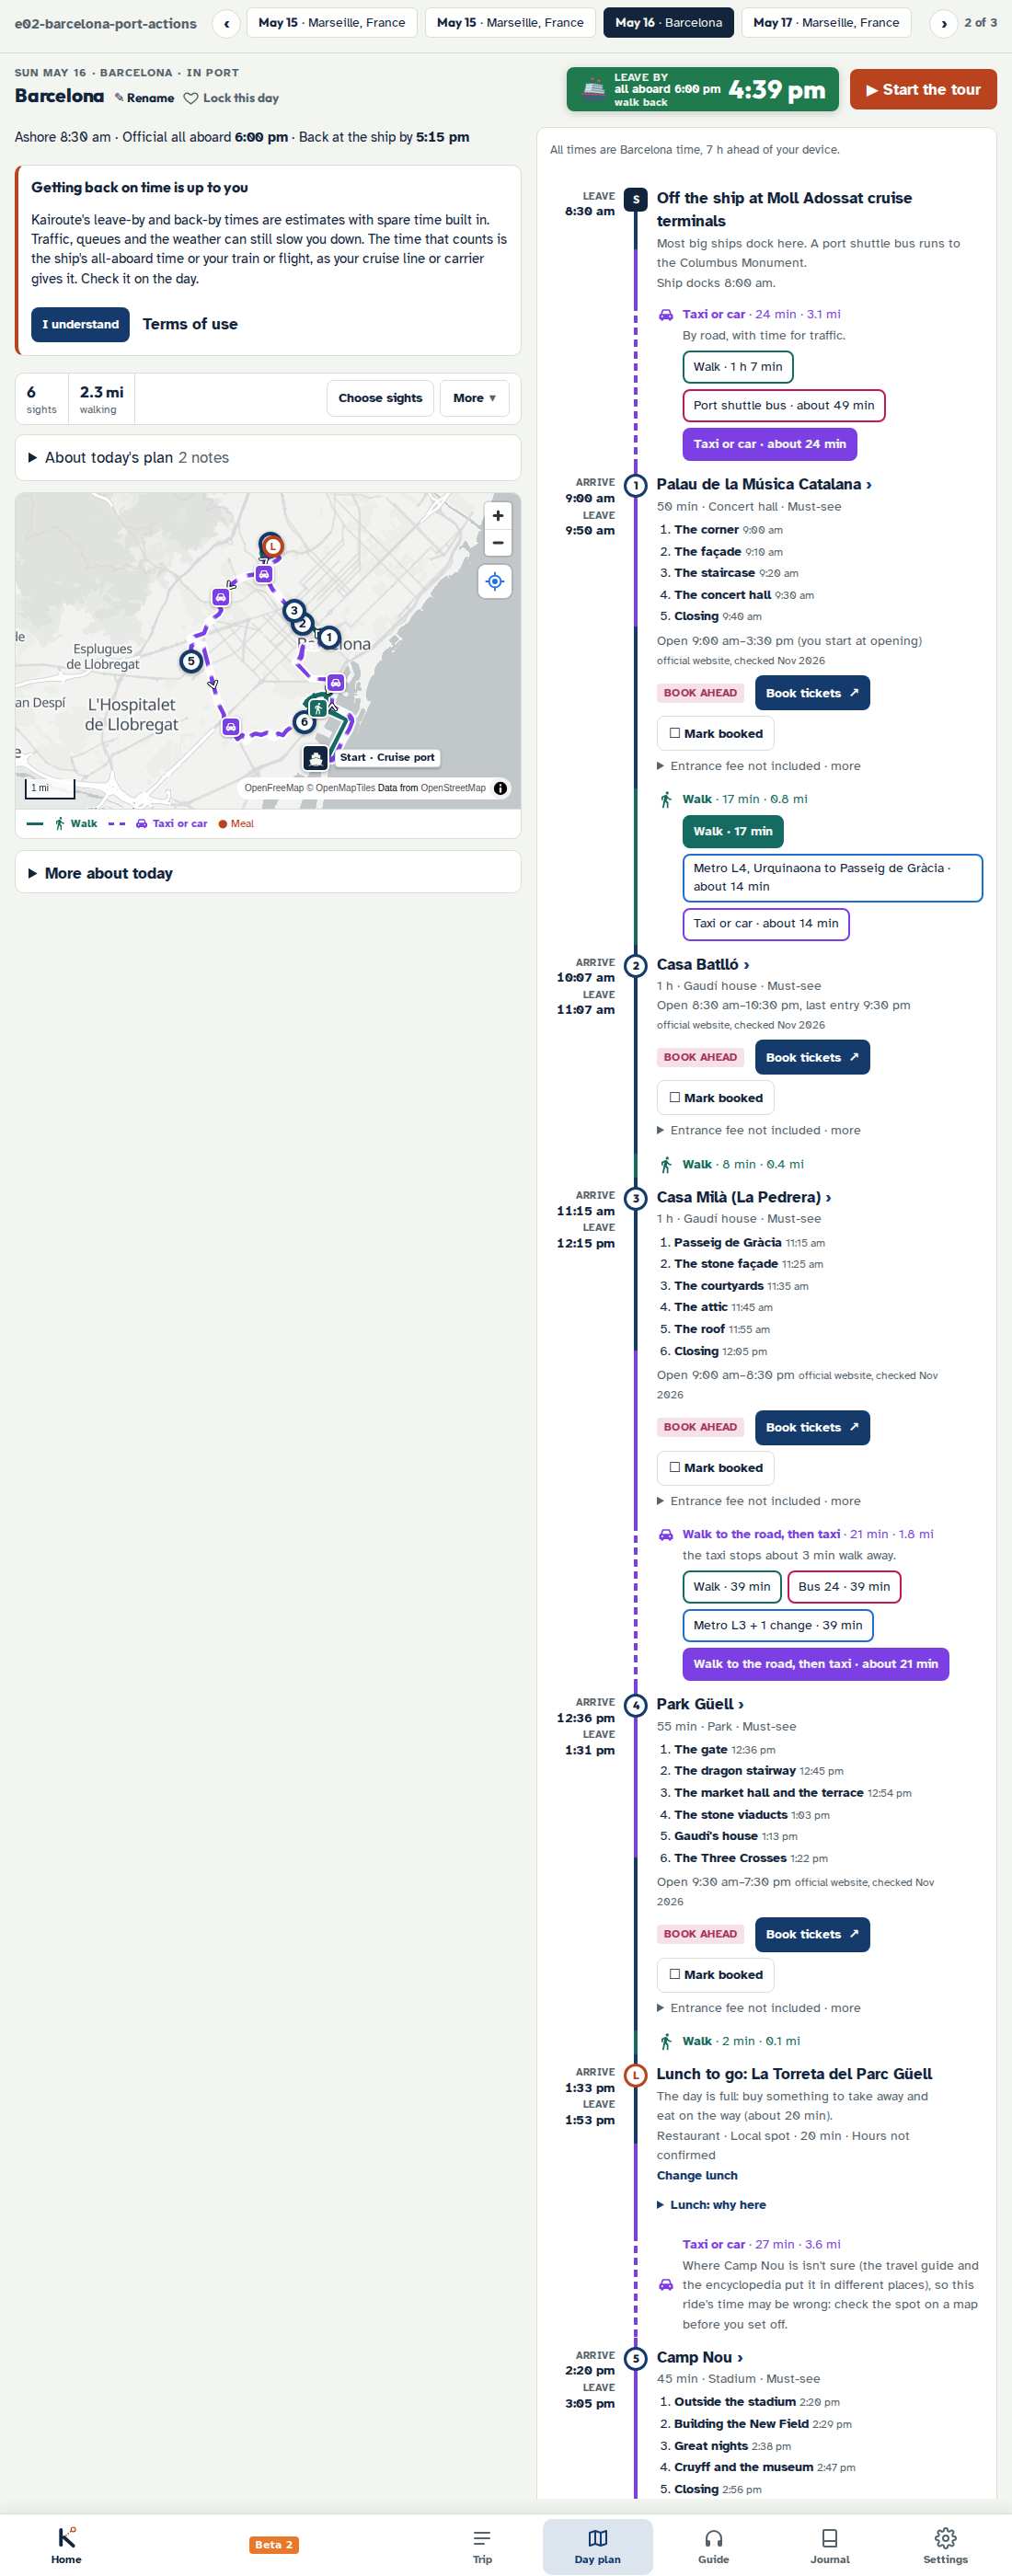 e02-barcelona-port-actions
‹
May 15 · Marseille, France
May 15 · Marseille, France
May 16 · Barcelona
May 17 · Marseille, France
›
2 of 3
SUN MAY 16 · BARCELONA · IN PORT
Barcelona
✎ Rename
Lock this day
LEAVE BY
all aboard 6:00 pm
walk back
4:39 pm
▶ Start the tour
Ashore 8:30 am · Official all aboard 6:00 pm · Back at the ship by 5:15 pm
Getting back on time is up to you
Kairoute's leave-by and back-by times are estimates with spare time built in.
Traffic, queues and the weather can still slow you down. The time that counts is
the ship's all-aboard time or your train or flight, as your cruise line or carrier
gives it. Check it on the day.
I understand
Terms of use
6
sights
2.3 mi
walking
Choose sights
More ▼
▶ About today's plan 2 notes
L
3
2
1
5
6
Esplugues
de Llobregat
L'Hospitalet
de Llobregat
an Despí
le
Start · Cruise port
+
−
1 mi
OpenFreeMap © OpenMapTiles Data from OpenStreetMap
Walk
Taxi or car
Meal
▶ More about today
All times are Barcelona time, 7 h ahead of your device.
LEAVE
8:30 am
S
Off the ship at Moll Adossat cruise
terminals
Most big ships dock here. A port shuttle bus runs to
the Columbus Monument.
Ship docks 8:00 am.
Taxi or car · 24 min · 3.1 mi
By road, with time for traffic.
Walk · 1 h 7 min
Port shuttle bus · about 49 min
Taxi or car · about 24 min
ARRIVE
9:00 am
LEAVE
9:50 am
1
Palau de la Música Catalana ›
50 min · Concert hall · Must-see
1. The corner 9:00 am
2. The façade 9:10 am
3. The staircase 9:20 am
4. The concert hall 9:30 am
5. Closing 9:40 am
Open 9:00 am–3:30 pm (you start at opening)
official website, checked Nov 2026
BOOK AHEAD
Book tickets ↗
☐ Mark booked
▶ Entrance fee not included · more
Walk · 17 min · 0.8 mi
Walk · 17 min
Metro L4, Urquinaona to Passeig de Gràcia ·
about 14 min
Taxi or car · about 14 min
ARRIVE
10:07 am
LEAVE
11:07 am
2
Casa Batlló ›
1 h · Gaudí house · Must-see
Open 8:30 am–10:30 pm, last entry 9:30 pm
official website, checked Nov 2026
BOOK AHEAD
Book tickets ↗
☐ Mark booked
▶ Entrance fee not included · more
Walk · 8 min · 0.4 mi
ARRIVE
11:15 am
LEAVE
12:15 pm
3
Casa Milà (La Pedrera) ›
1 h · Gaudí house · Must-see
1. Passeig de Gràcia 11:15 am
2. The stone façade 11:25 am
3. The courtyards 11:35 am
4. The attic 11:45 am
5. The roof 11:55 am
6. Closing 12:05 pm
Open 9:00 am–8:30 pm official website, checked Nov
2026
BOOK AHEAD
Book tickets ↗
☐ Mark booked
▶ Entrance fee not included · more
Walk to the road, then taxi · 21 min · 1.8 mi
the taxi stops about 3 min walk away.
Walk · 39 min
Bus 24 · 39 min
Metro L3 + 1 change · 39 min
Walk to the road, then taxi · about 21 min
ARRIVE
12:36 pm
LEAVE
1:31 pm
4
Park Güell ›
55 min · Park · Must-see
1. The gate 12:36 pm
2. The dragon stairway 12:45 pm
3. The market hall and the terrace 12:54 pm
4. The stone viaducts 1:03 pm
5. Gaudí's house 1:13 pm
6. The Three Crosses 1:22 pm
Open 9:30 am–7:30 pm official website, checked Nov
2026
BOOK AHEAD
Book tickets ↗
☐ Mark booked
▶ Entrance fee not included · more
Walk · 2 min · 0.1 mi
ARRIVE
1:33 pm
LEAVE
1:53 pm
L
Lunch to go: La Torreta del Parc Güell
The day is full: buy something to take away and
eat on the way (about 20 min).
Restaurant · Local spot · 20 min · Hours not
confirmed
Change lunch
▶ Lunch: why here
Taxi or car · 27 min · 3.6 mi
Where Camp Nou is isn't sure (the travel guide and
the encyclopedia put it in different places), so this
ride's time may be wrong: check the spot on a map
before you set off.
ARRIVE
2:20 pm
LEAVE
3:05 pm
5
Camp Nou ›
45 min · Stadium · Must-see
1. Outside the stadium 2:20 pm
2. Building the New Field 2:29 pm
3. Great nights 2:38 pm
4. Cruyff and the museum 2:47 pm
5. Closing 2:56 pm
Home
Beta 2
Trip
Day plan
Guide
Journal
Settings